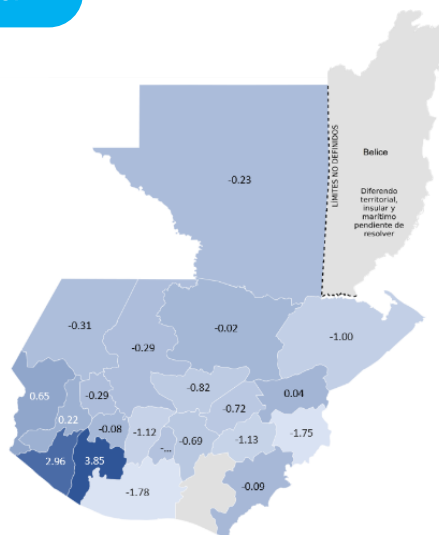 -0.23
LÍMITES NO DEFINIDOS
Belice
Diferendo
territorial,
insular y
marítimo
pendiente de
resolver
-0.31
-0.29
-0.02
-1.00
0.65
-0.29
-0.82
0.04
0.22
-0.08
-1.12
-0.72
-0.69
-1.13
-1.75
-...
2.96
3.85
-1.78
-0.09